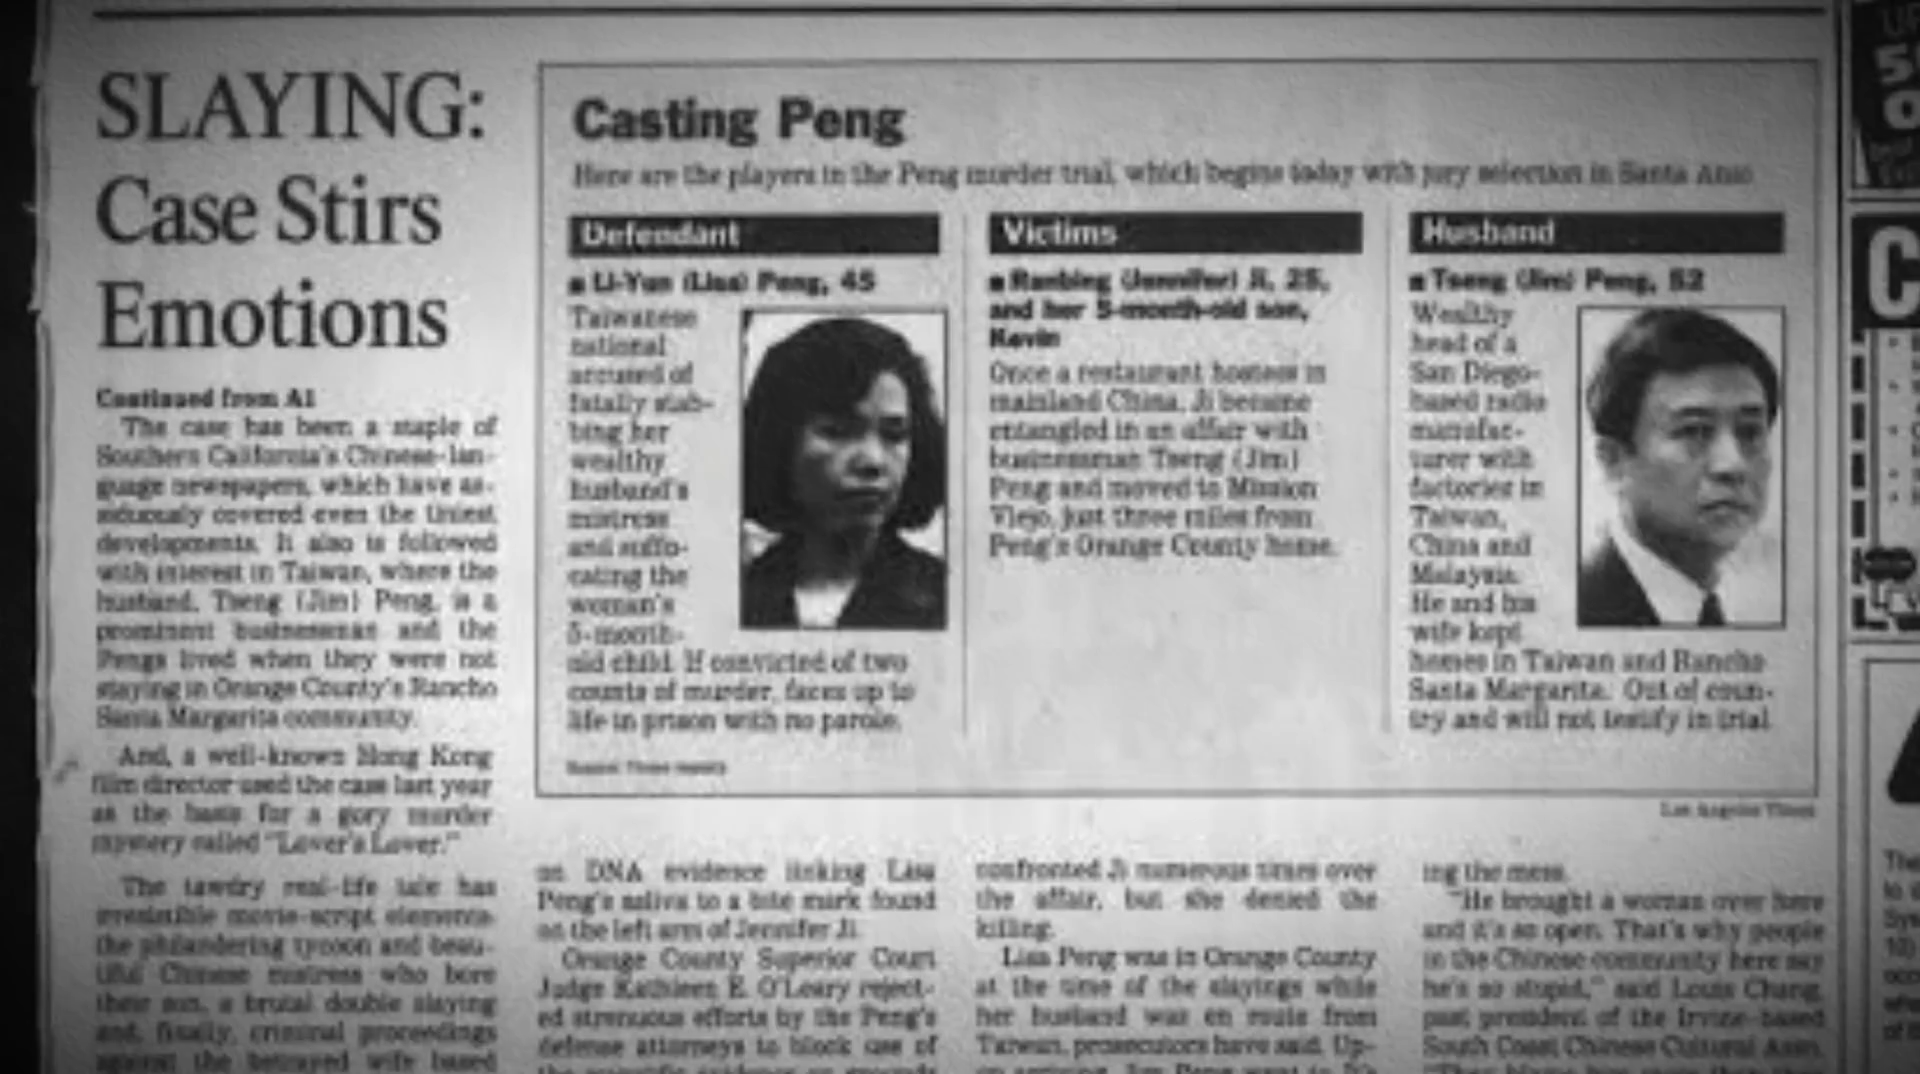 SLAYING:
Case Stirs
Emotions
Continued from A1
The case has been a staple of
Southern California's Chinese-lan-
guage newspapers, which have as-
siduously covered even the tiniest
developments. It also is followed
with interest in Taiwan, where the
husband, Tseng (Jim) Peng, is a
prominent businessman and the
Pengs lived when they were not
staying in Orange County's Rancho
Santa Margarita community.
And, a well-known Hong Kong
film director used the case last year
as the basis for a gory murder
mystery called "Lover's Lover."
The tawdry real-life tale has
irresistible movie-script elements:
the philandering tycoon and beau-
tiful Chinese mistress who bore
their son, a brutal double slaying
and, finally, criminal proceedings
against the betrayed wife based
Casting Peng
Here are the players in the Peng murder trial, which begins today with jury selection in Santa Ana:
Defendant
■ Li-Yun (Lisa) Peng, 45
Taiwanese
national
accused of
fatally stab-
bing her
wealthy
husband's
mistress
and suffo-
cating the
woman's
5-month-
old child. If convicted of two
counts of murder, faces up to
life in prison with no parole.
Victims
■ Ranbing (Jennifer) Ji, 25,
and her 5-month-old son,
Kevin
Once a restaurant hostess in
mainland China, Ji became
entangled in an affair with
businessman Tseng (Jim)
Peng and moved to Mission
Viejo, just three miles from
Peng's Orange County home.
Husband
■ Tseng (Jim) Peng, 52
Wealthy
head of a
San Diego-
based radio
manufac-
turer with
factories in
Taiwan,
China and
Malaysia.
He and his
wife kept
homes in Taiwan and Rancho
Santa Margarita. Out of coun-
try and will not testify in trial.
Source: Times reports
Los Angeles Times
on DNA evidence linking Lisa
Peng's saliva to a bite mark found
on the left arm of Jennifer Ji.
Orange County Superior Court
Judge Kathleen E. O'Leary reject-
ed strenuous efforts by the Peng's
defense attorneys to block use of
confronted Ji numerous times over
the affair, but she denied the
killing.
Lisa Peng was in Orange County
at the time of the slayings while
her husband was en route from
Taiwan, prosecutors have said. Up-
ing the mess.
"He brought a woman over here
and it's so open. That's why people
in the Chinese community here say
he's so stupid," said Louis Chang,
past president of the Irvine-based
South Coast Chinese Cultural Assn.